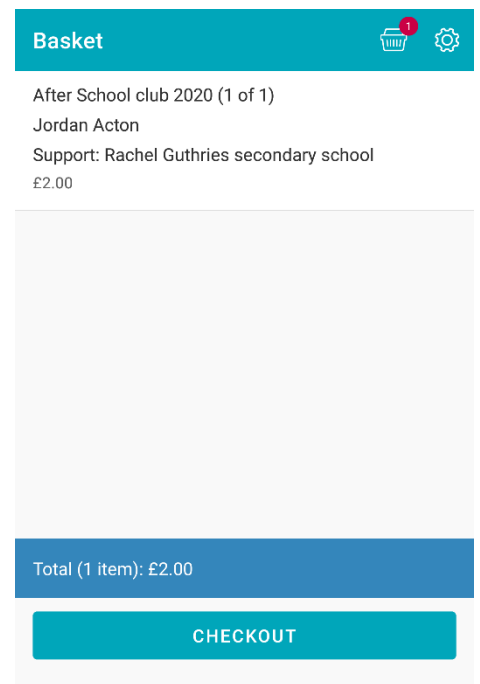 Basket
1
After School club 2020 (1 of 1)
Jordan Acton
Support: Rachel Guthries secondary school
£2.00
Total (1 item): £2.00
CHECKOUT